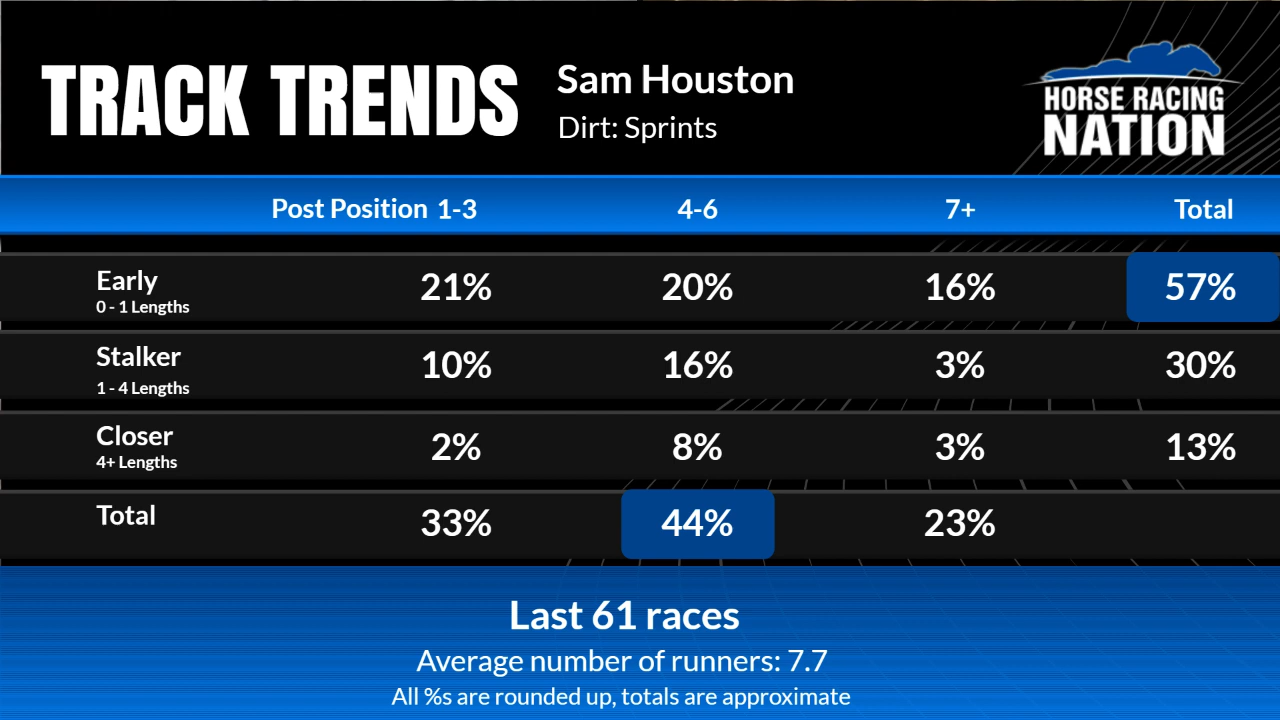 TRACK TRENDS
Sam Houston
Dirt: Sprints
HORSE RACING
NATION
Post Position 1-3 4-6 7+ Total
Early 21% 20% 16% 57%
0 - 1 Lengths
Stalker 10% 16% 3% 30%
1 - 4 Lengths
Closer 2% 8% 3% 13%
4+ Lengths
Total 33% 44% 23%
Last 61 races
Average number of runners: 7.7
All %s are rounded up, totals are approximate